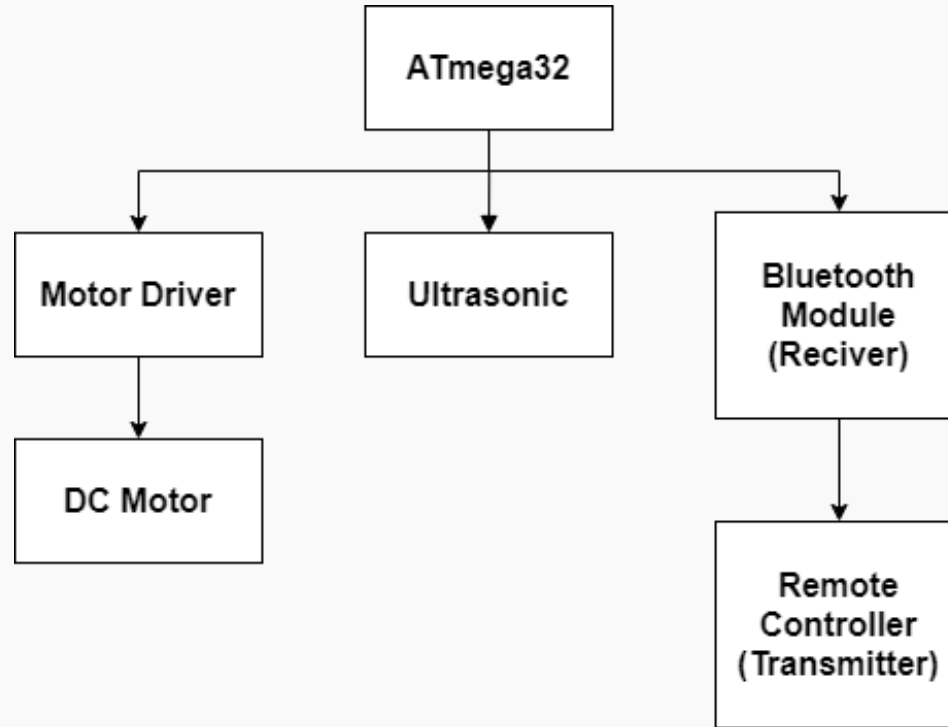 ATmega32
Motor Driver
Ultrasonic
Bluetooth
Module
(Reciver)
DC Motor
Remote
Controller
(Transmitter)